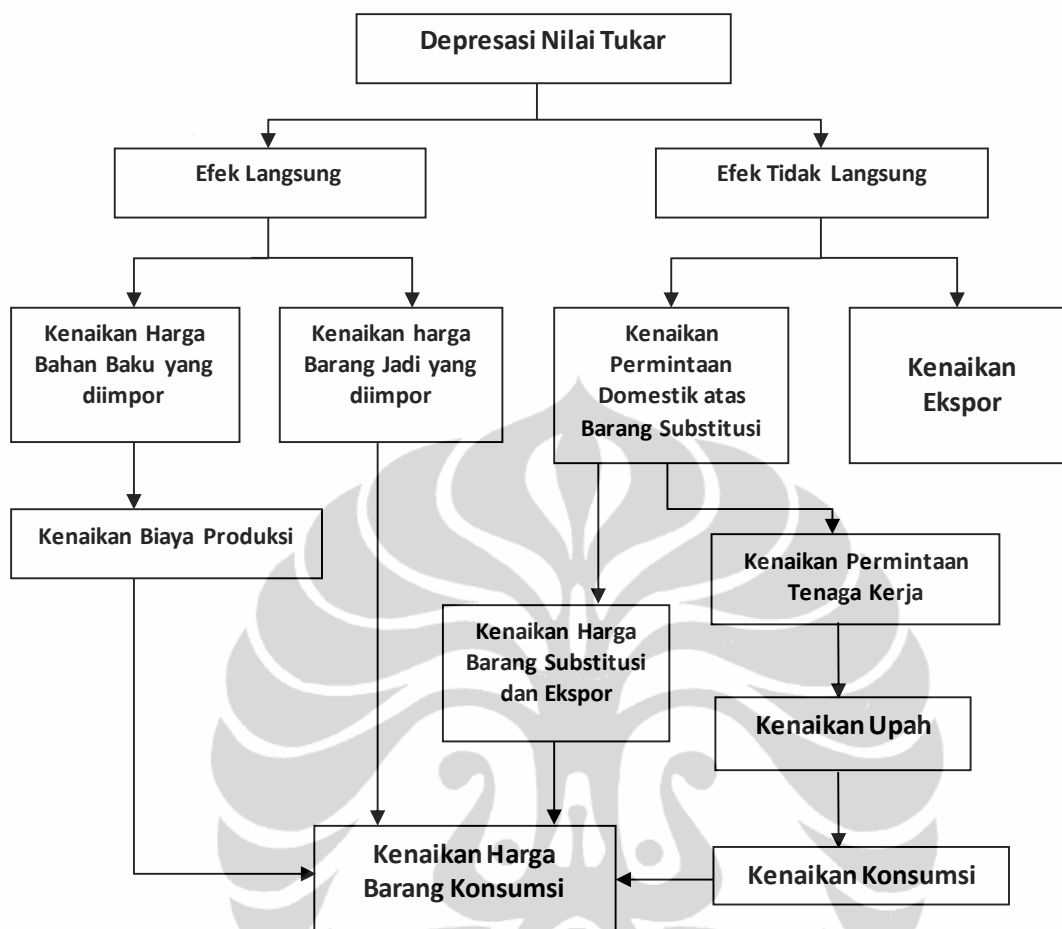 Depresasi Nilai Tukar
Efek Langsung
Efek Tidak Langsung
Kenaikan Harga
Bahan Baku yang
diimpor
Kenaikan harga
Barang Jadi yang
diimpor
Kenaikan
Permintaan
Domestik atas
Barang Substitusi
Kenaikan
Ekspor
Kenaikan Biaya Produksi
Kenaikan Permintaan
Tenaga Kerja
Kenaikan Harga
Barang Substitusi
dan Ekspor
Kenaikan Upah
Kenaikan Harga
Barang Konsumsi
Kenaikan Konsumsi